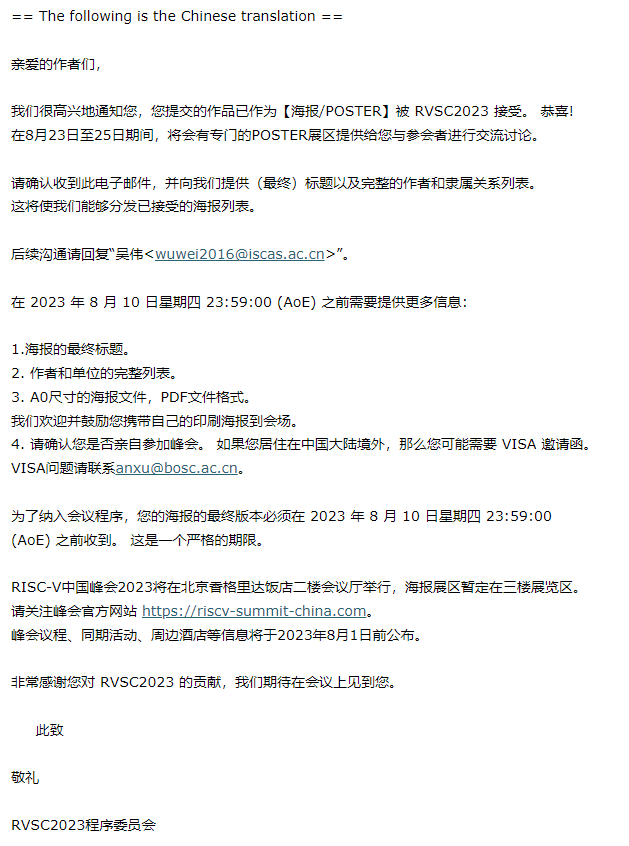 == The following is the Chinese translation ==
亲爱的作者们，
我们很高兴地通知您，您提交的作品已作为【海报/POSTER】被 RVSC2023 接受。 恭喜！
在8月23日至25日期间，将会有专门的POSTER展区提供给您与参会者进行交流讨论。
请确认收到此电子邮件，并向我们提供（最终）标题以及完整的作者和隶属关系列表。
这将使我们能够分发已接受的海报列表。
后续沟通请回复“吴伟<wuwei2016@iscas.ac.cn>”。
在 2023 年 8 月 10 日星期四 23:59:00 (AoE) 之前需要提供更多信息：
1.海报的最终标题。
2. 作者和单位的完整列表。
3. A0尺寸的海报文件，PDF文件格式。
我们欢迎并鼓励您携带自己的印刷海报到会场。
4. 请确认您是否亲自参加峰会。 如果您居住在中国大陆境外，那么您可能需要 VISA 邀请函。
VISA问题请联系anxu@bosc.ac.cn。
为了纳入会议程序，您的海报的最终版本必须在 2023 年 8 月 10 日星期四 23:59:00
(AoE) 之前收到。 这是一个严格的期限。
RISC-V中国峰会2023将在北京香格里达饭店二楼会议厅举行，海报展区暂定在三楼展览区。
请关注峰会官方网站 https://riscv-summit-china.com。
峰会议程、同期活动、周边酒店等信息将于2023年8月1日前公布。
非常感谢您对 RVSC2023 的贡献，我们期待在会议上见到您。
此致
敬礼
RVSC2023程序委员会